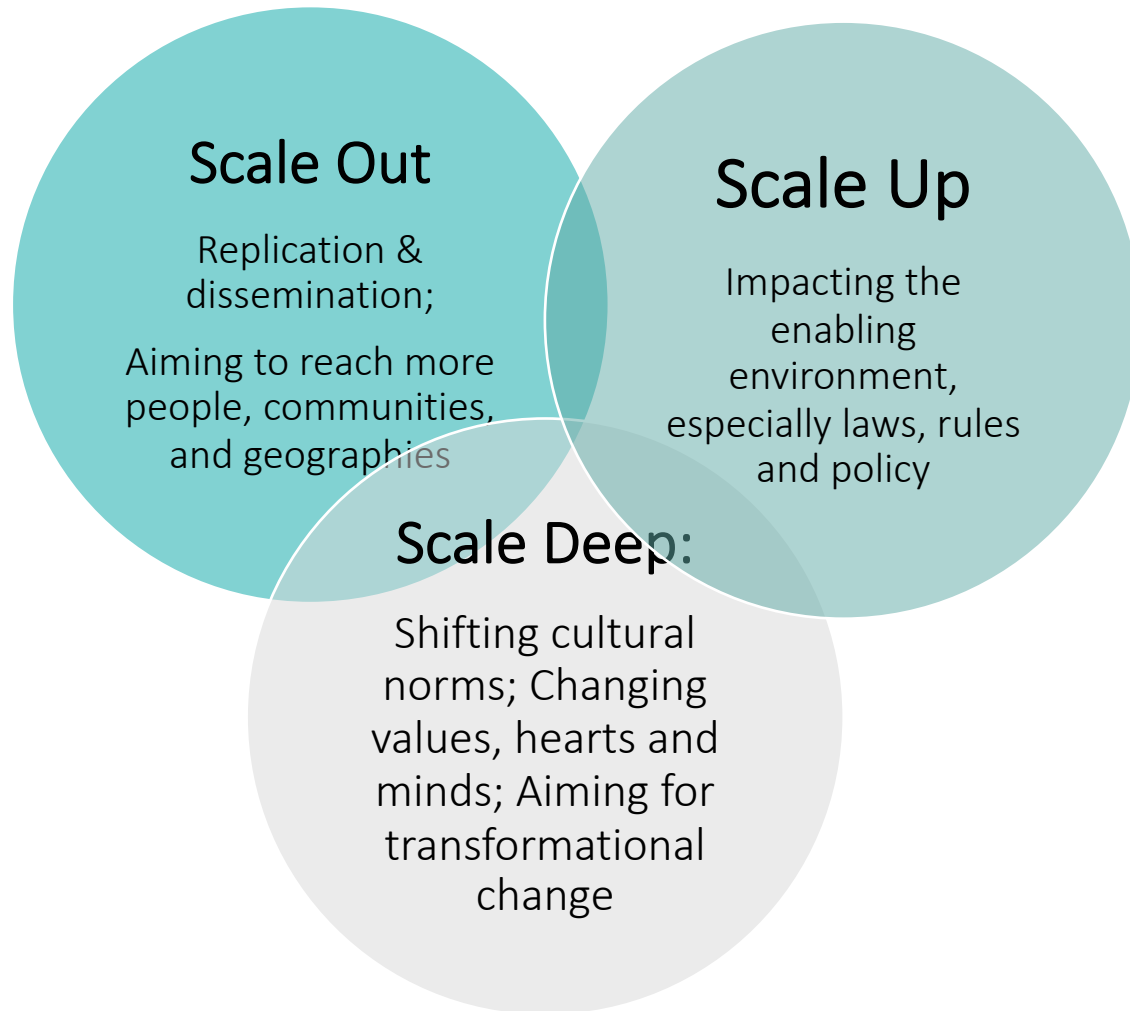 Scale Out
Replication &
dissemination;
Aiming to reach more
people, communities,
and geographies
Scale Up
Impacting the
enabling
environment,
especially laws, rules
and policy
Scale Deep:
Shifting cultural
norms; Changing
values, hearts and
minds; Aiming for
transformational
change